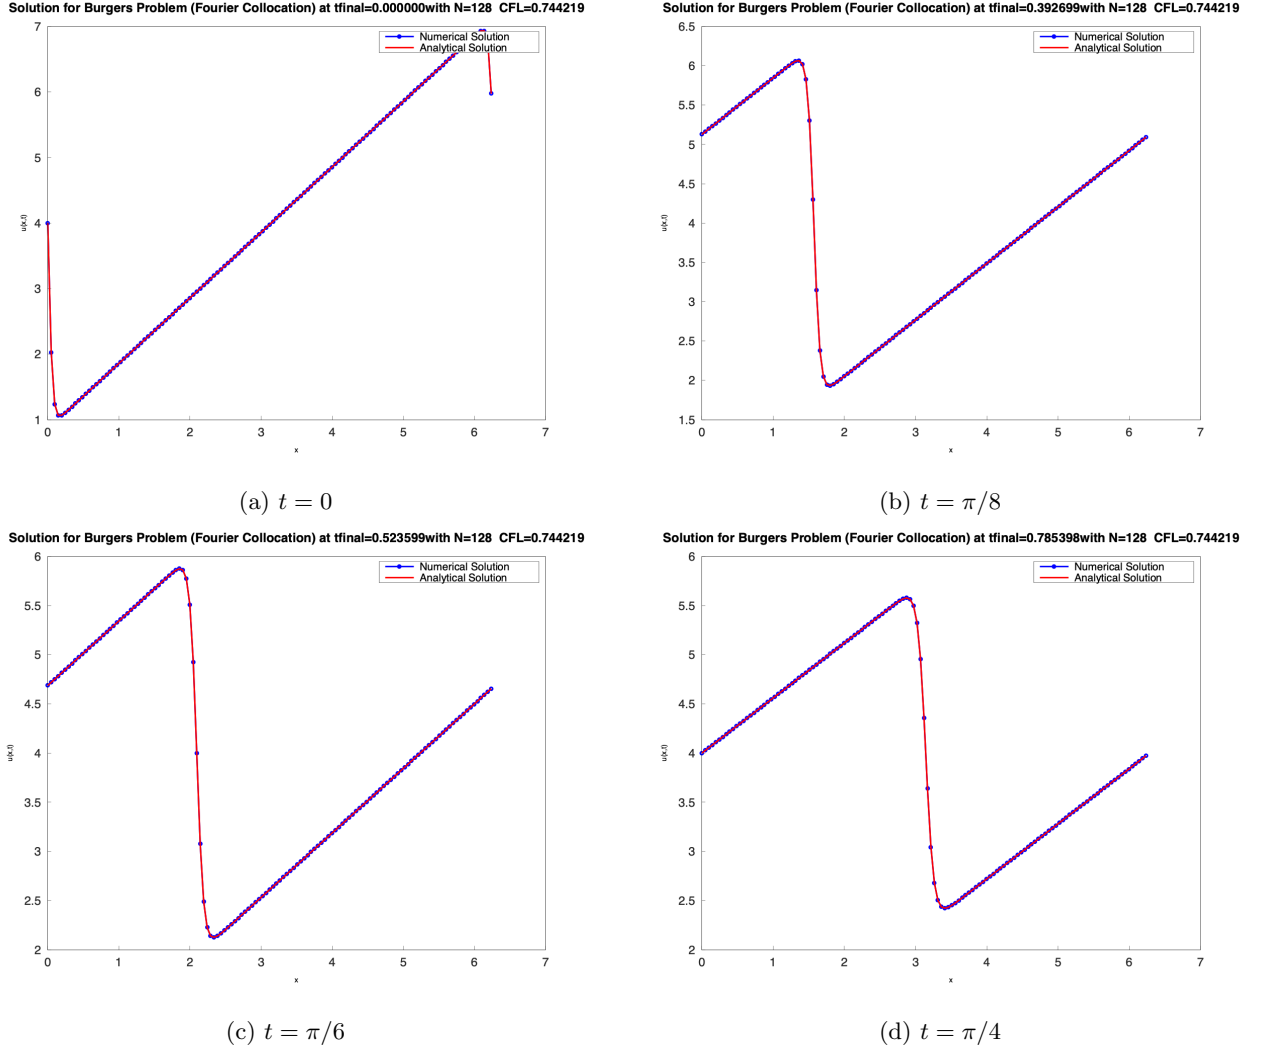 Solution for Burgers Problem (Fourier Collocation) at tfinal=0.000000with N=128 CFL=0.744219
7
6
5
4
3
2
1
0 1 2 3 4 5 6 7
u(x,t)
x
Numerical Solution
Analytical Solution
(a) t = 0
Solution for Burgers Problem (Fourier Collocation) at tfinal=0.392699with N=128 CFL=0.744219
6.5
6
5.5
5
4.5
4
3.5
3
2.5
2
1.5
0 1 2 3 4 5 6 7
u(x,t)
x
Numerical Solution
Analytical Solution
(b) t = π/8
Solution for Burgers Problem (Fourier Collocation) at tfinal=0.523599with N=128 CFL=0.744219
6
5.5
5
4.5
4
3.5
3
2.5
2
0 1 2 3 4 5 6 7
u(x,t)
x
Numerical Solution
Analytical Solution
(c) t = π/6
Solution for Burgers Problem (Fourier Collocation) at tfinal=0.785398with N=128 CFL=0.744219
6
5.5
5
4.5
4
3.5
3
2.5
2
0 1 2 3 4 5 6 7
u(x,t)
x
Numerical Solution
Analytical Solution
(d) t = π/4